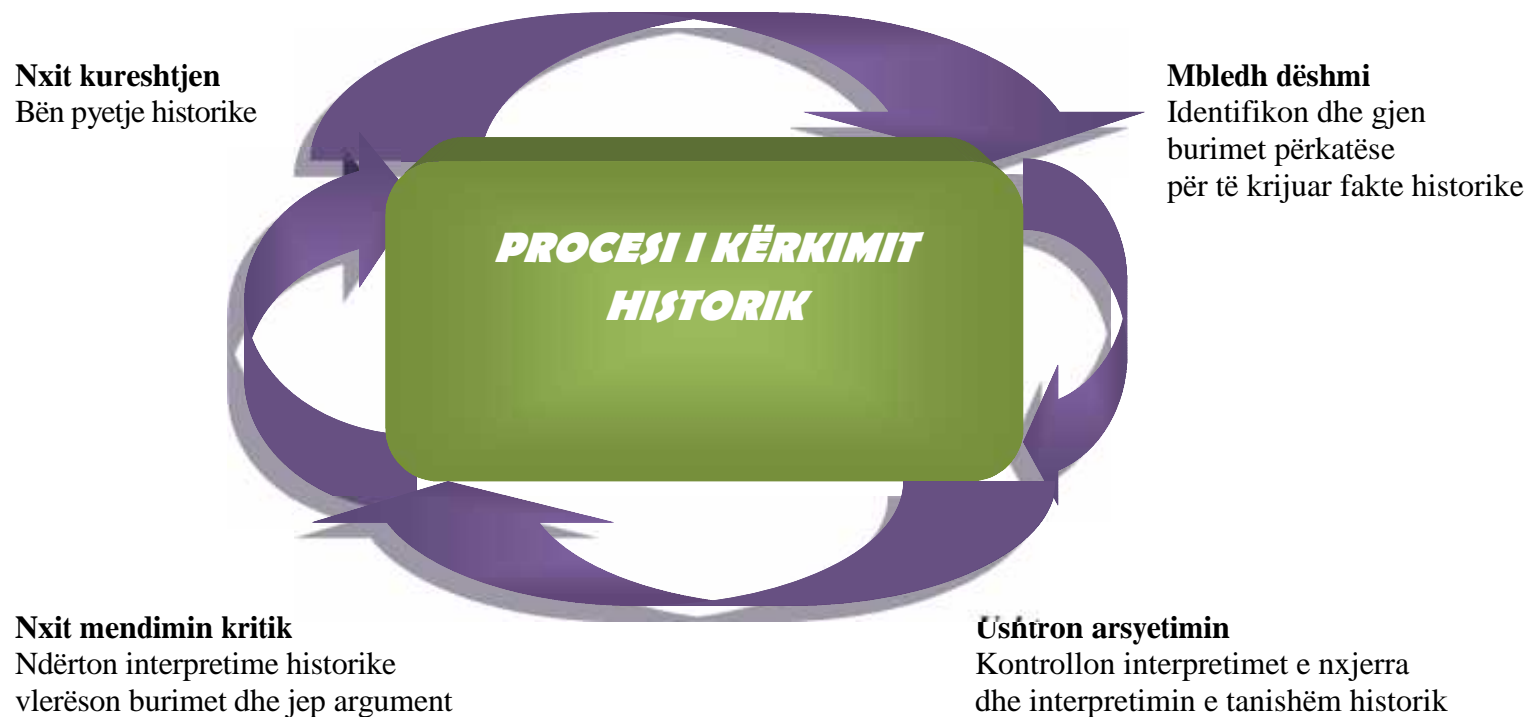 Nxit kureshtjen
Bën pyetje historike
Mbledh dëshmi
Identifikon dhe gjen
burimet përkatëse
për të krijuar fakte historike
PROCESI I KËRKIMIT
HISTORIK
Nxit mendimin kritik
Ndërton interpretime historike
vlerëson burimet dhe jep argument
Ushtron arsyetimin
Kontrollon interpretimet e nxjerra
dhe interpretimin e tanishëm historik